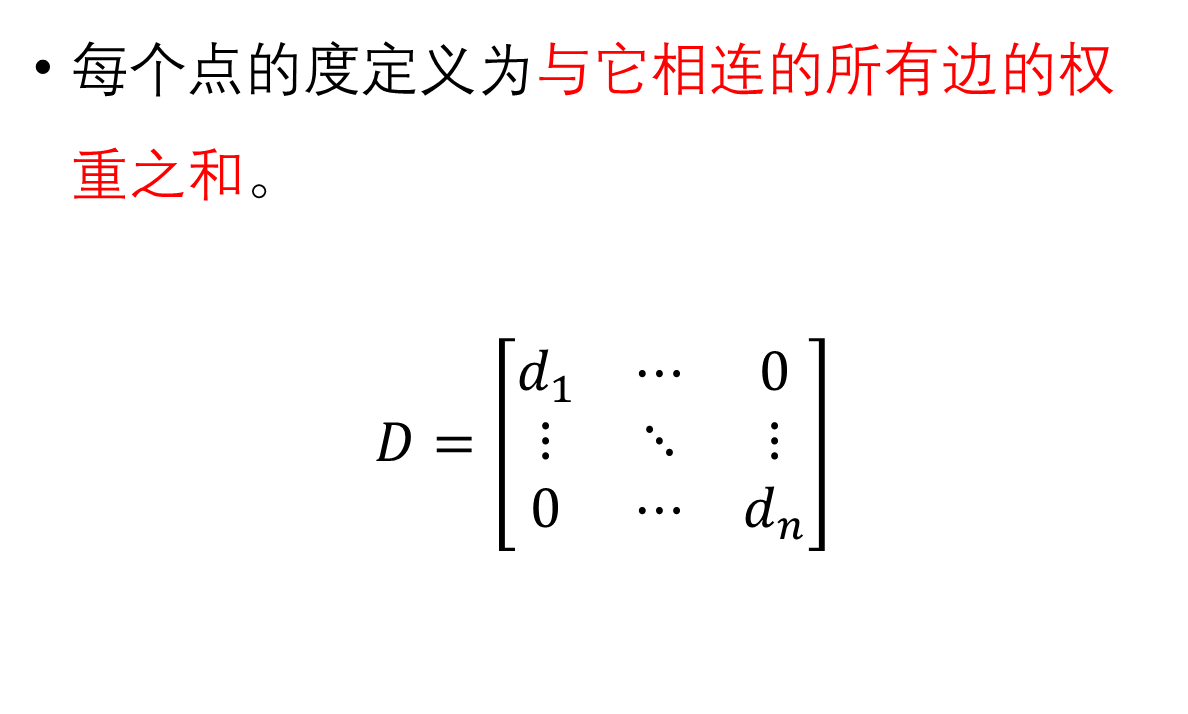 • 每个点的度定义为与它相连的所有边的权
重之和。
D = [ d₁ ⋯ 0
⋮ ⋱ ⋮
0 ⋯ dₙ ]